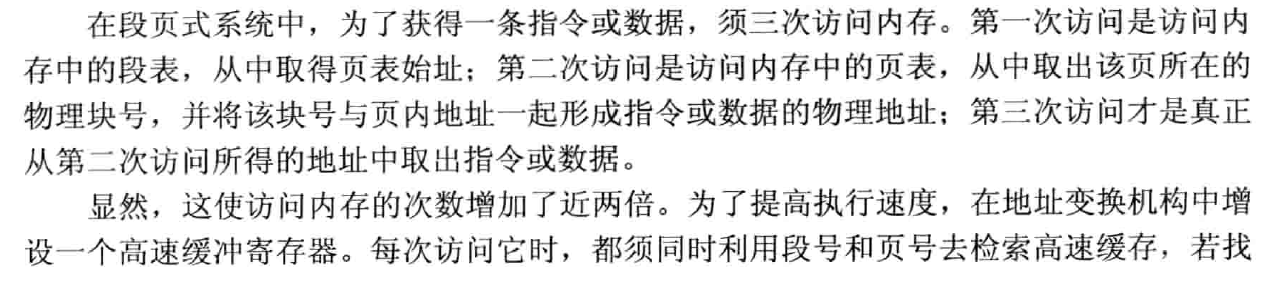 在段页式系统中，为了获得一条指令或数据，须三次访问内存。第一次访问是访问内
存中的段表，从中取得页表始址；第二次访问是访问内存中的页表，从中取出该页所在的
物理块号，并将该块号与页内地址一起形成指令或数据的物理地址；第三次访问才是真正
从第二次访问所得的地址中取出指令或数据。
显然，这使访问内存的次数增加了近两倍。为了提高执行速度，在地址变换机构中增
设一个高速缓冲寄存器。每次访问它时，都须同时利用段号和页号去检索高速缓存，若找